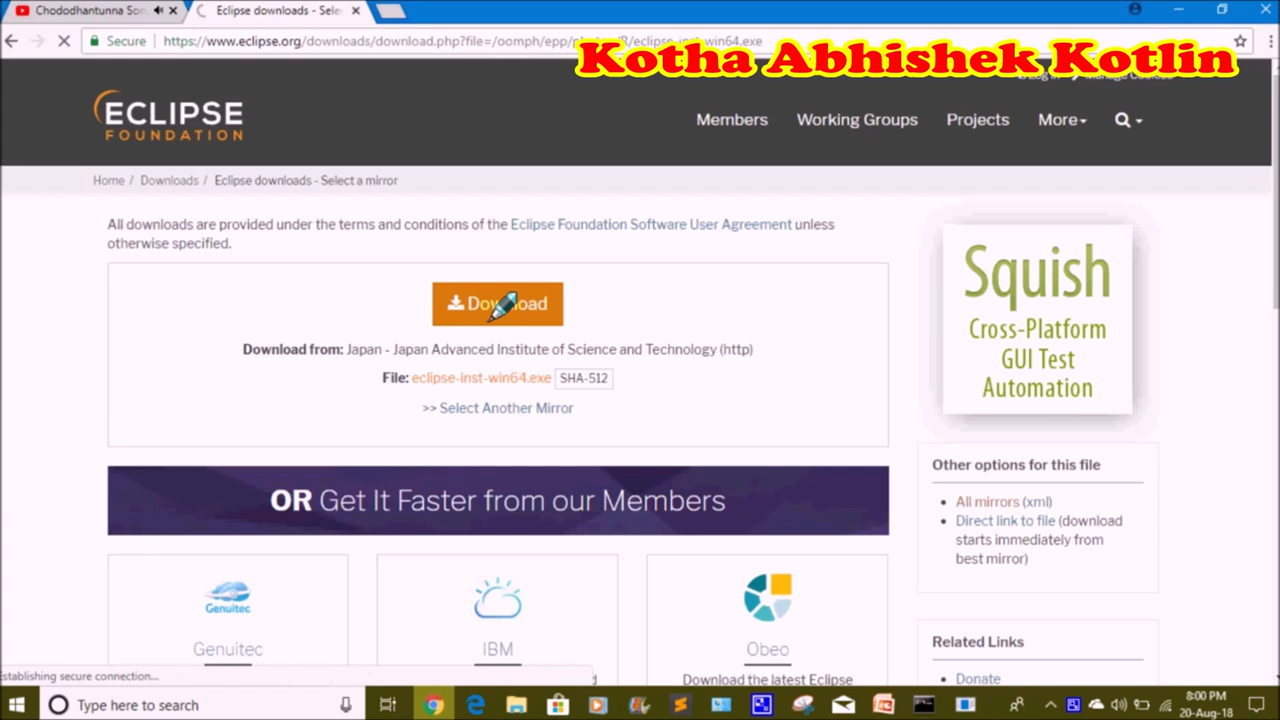 Chododhantunna Son
Eclipse downloads - Sele
Secure
https://www.eclipse.org/downloads/download.php?file=/oomph/epp/
eclipse-inst-win64.exe
Kotha Abhishek Kotlin
ECLIPSE
FOUNDATION
Members
Working Groups
Projects
More
Home / Downloads / Eclipse downloads - Select a mirror
All downloads are provided under the terms and conditions of the Eclipse Foundation Software User Agreement unless
otherwise specified.
Download
Download from: Japan - Japan Advanced Institute of Science and Technology (http)
File: eclipse-inst-win64.exe SHA-512
>> Select Another Mirror
OR Get It Faster from our Members
Genuitec
Genuitec
IBM
Obeo
Download the latest Eclipse
Squish
Cross-Platform
GUI Test
Automation
Other options for this file
All mirrors (xml)
Direct link to file (download
starts immediately from
best mirror)
Related Links
Donate
Establishing secure connection...
Type here to search
8:00 PM
20-Aug-18